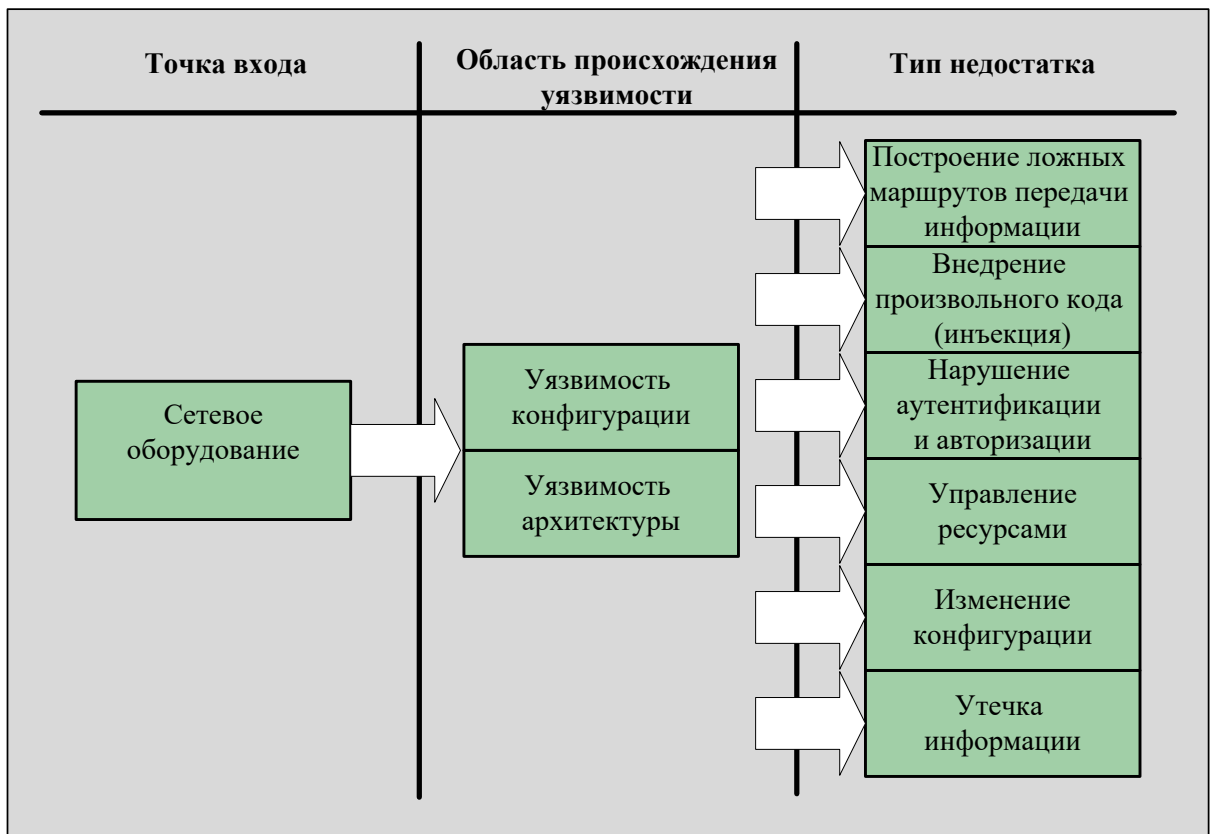 Точка входа
Область происхождения
уязвимости
Тип недостатка
Сетевое
оборудование
Уязвимость
конфигурации
Уязвимость
архитектуры
Построение ложных
маршрутов передачи
информации
Внедрение
произвольного кода
(инъекция)
Нарушение
аутентификации
и авторизации
Управление
ресурсами
Изменение
конфигурации
Утечка
информации